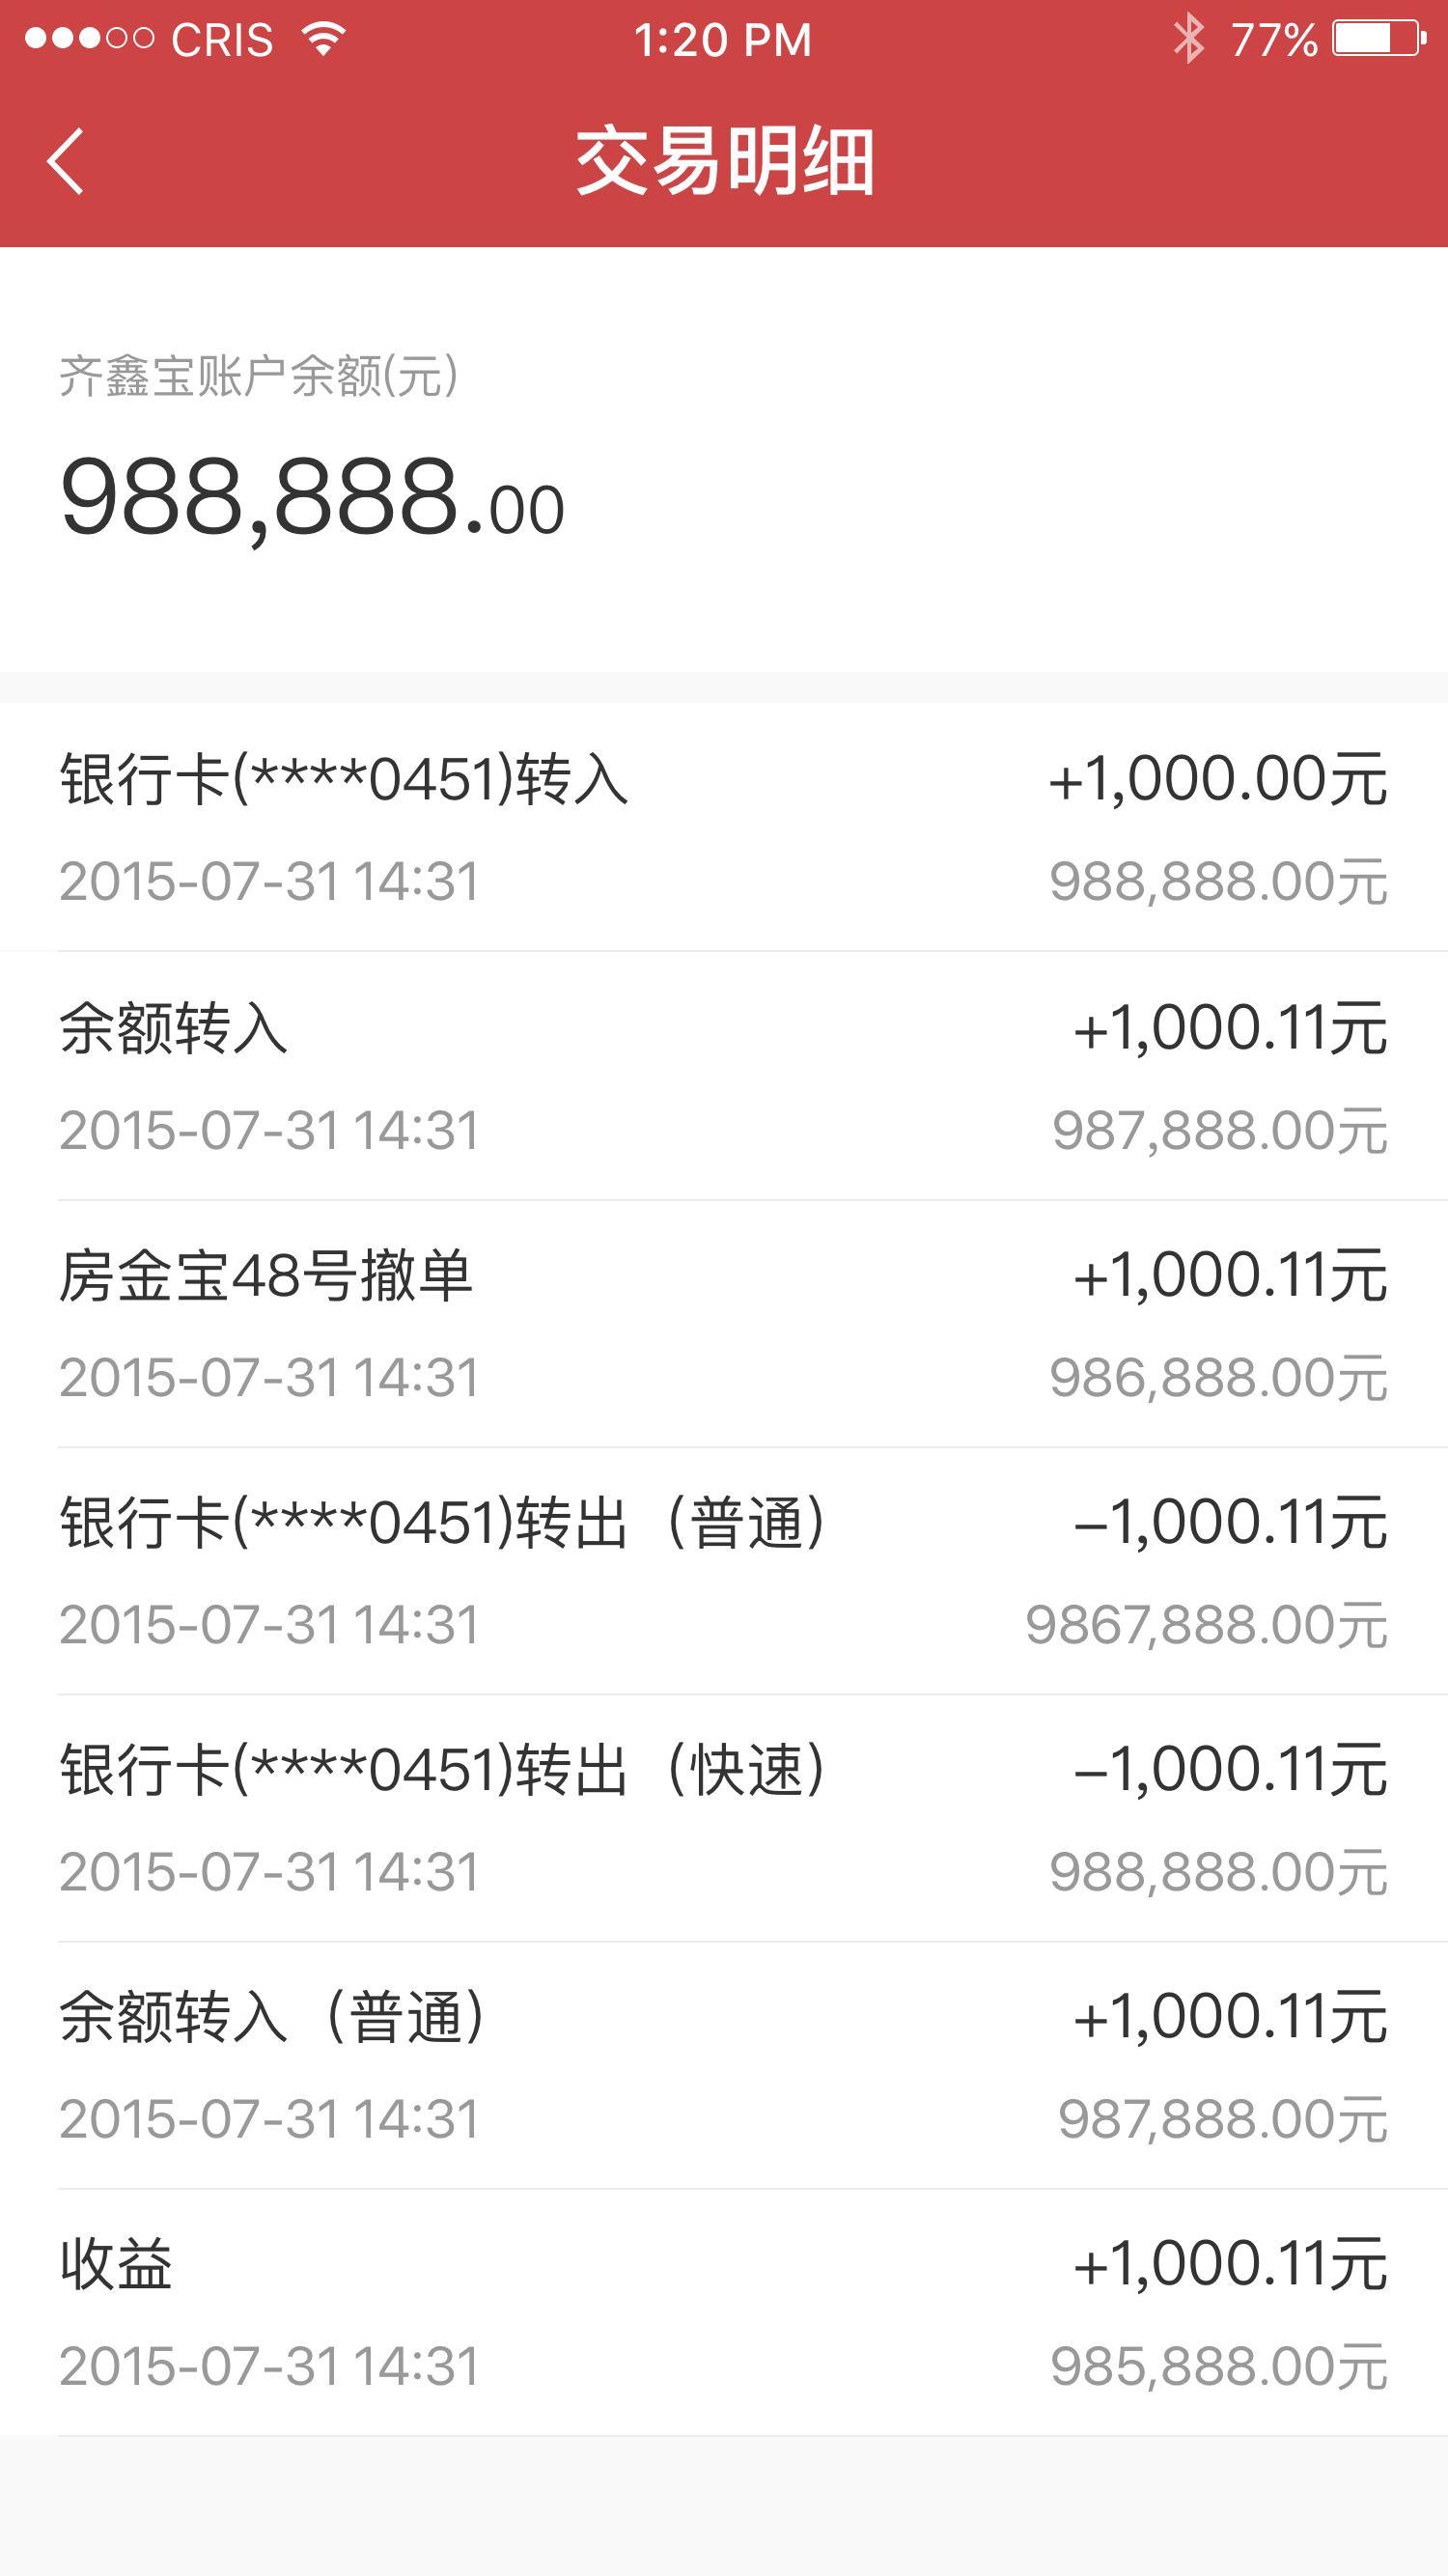 CRIS 1:20 PM 77%
交易明细
齐鑫宝账户余额(元)
988,888.00
银行卡(****0451)转入 +1,000.00元
2015-07-31 14:31 988,888.00元
余额转入 +1,000.11元
2015-07-31 14:31 987,888.00元
房金宝48号撤单 +1,000.11元
2015-07-31 14:31 986,888.00元
银行卡(****0451)转出（普通） −1,000.11元
2015-07-31 14:31 9867,888.00元
银行卡(****0451)转出（快速） −1,000.11元
2015-07-31 14:31 988,888.00元
余额转入（普通） +1,000.11元
2015-07-31 14:31 987,888.00元
收益 +1,000.11元
2015-07-31 14:31 985,888.00元